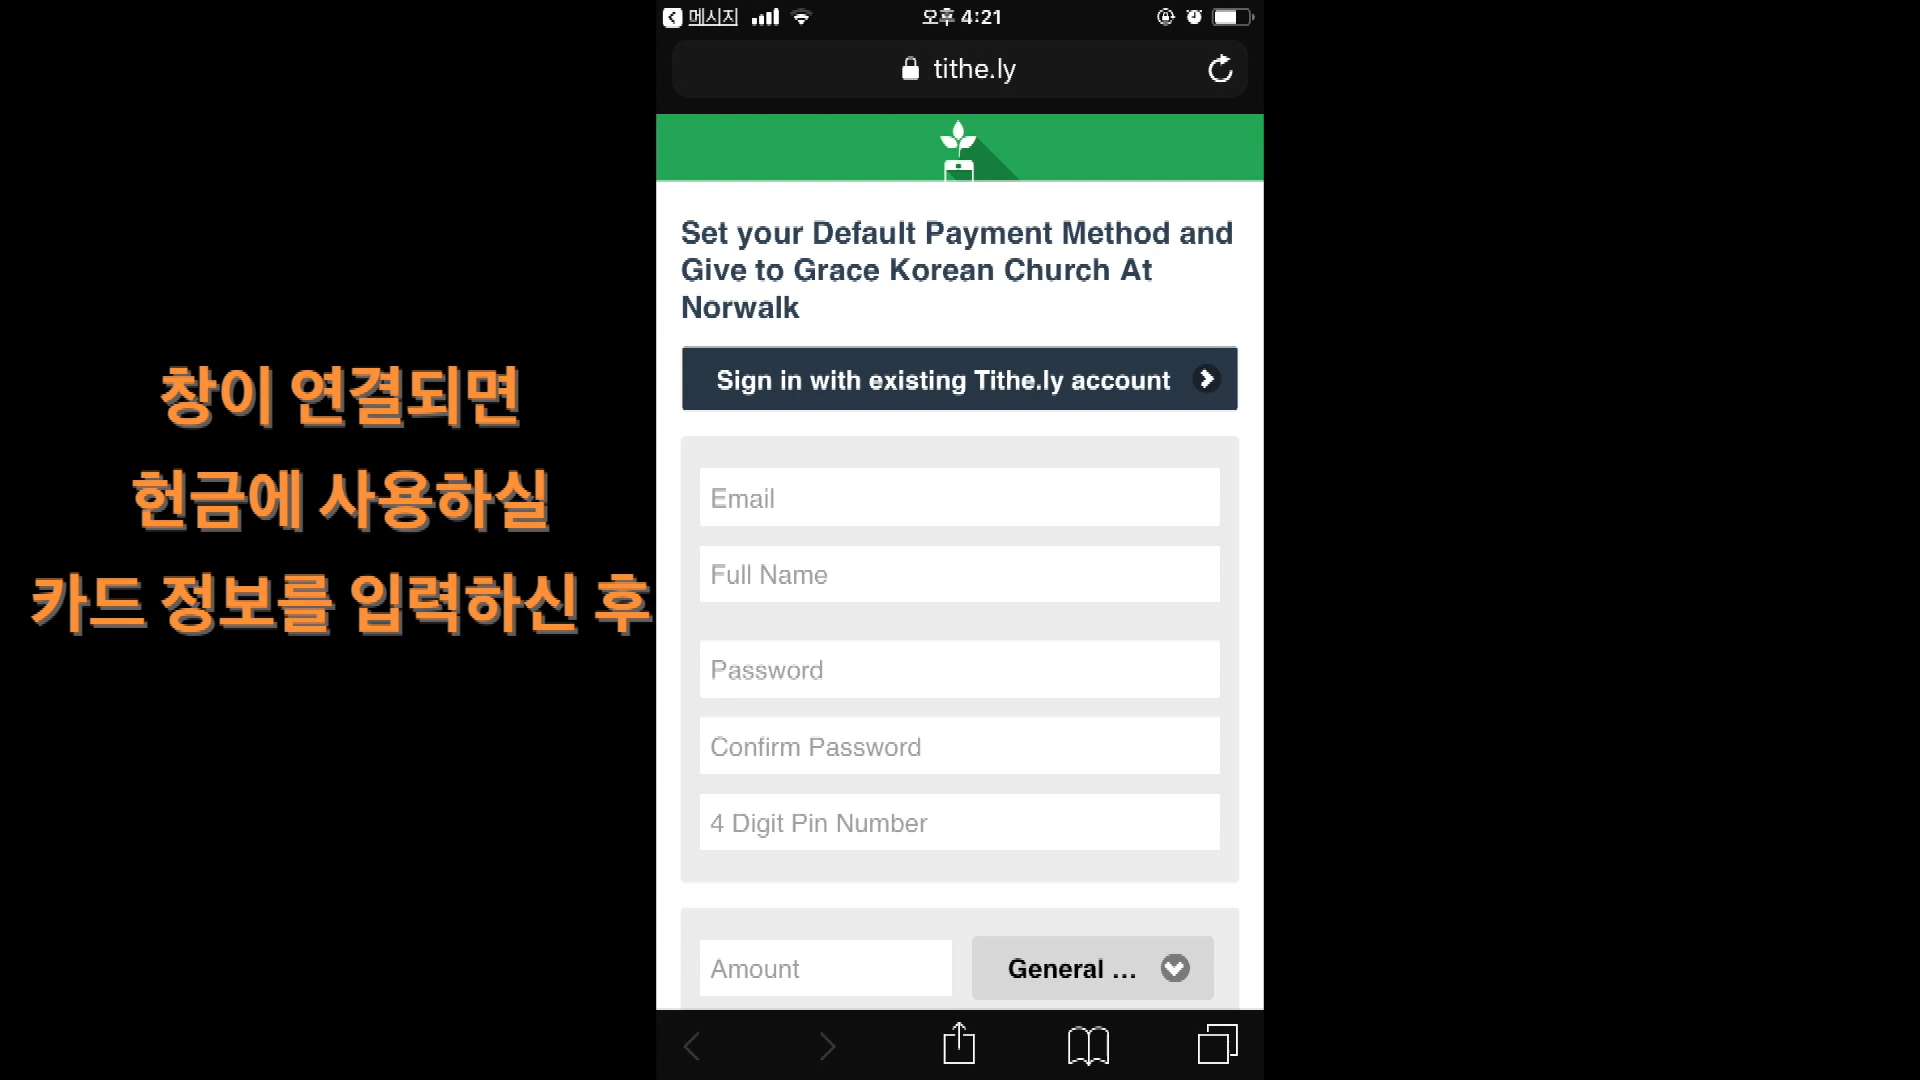 메시지
오후 4:21
tithe.ly
Set your Default Payment Method and
Give to Grace Korean Church At
Norwalk
Sign in with existing Tithe.ly account
창이 연결되면
헌금에 사용하실
카드 정보를 입력하신 후
Email
Full Name
Password
Confirm Password
4 Digit Pin Number
Amount
General ...